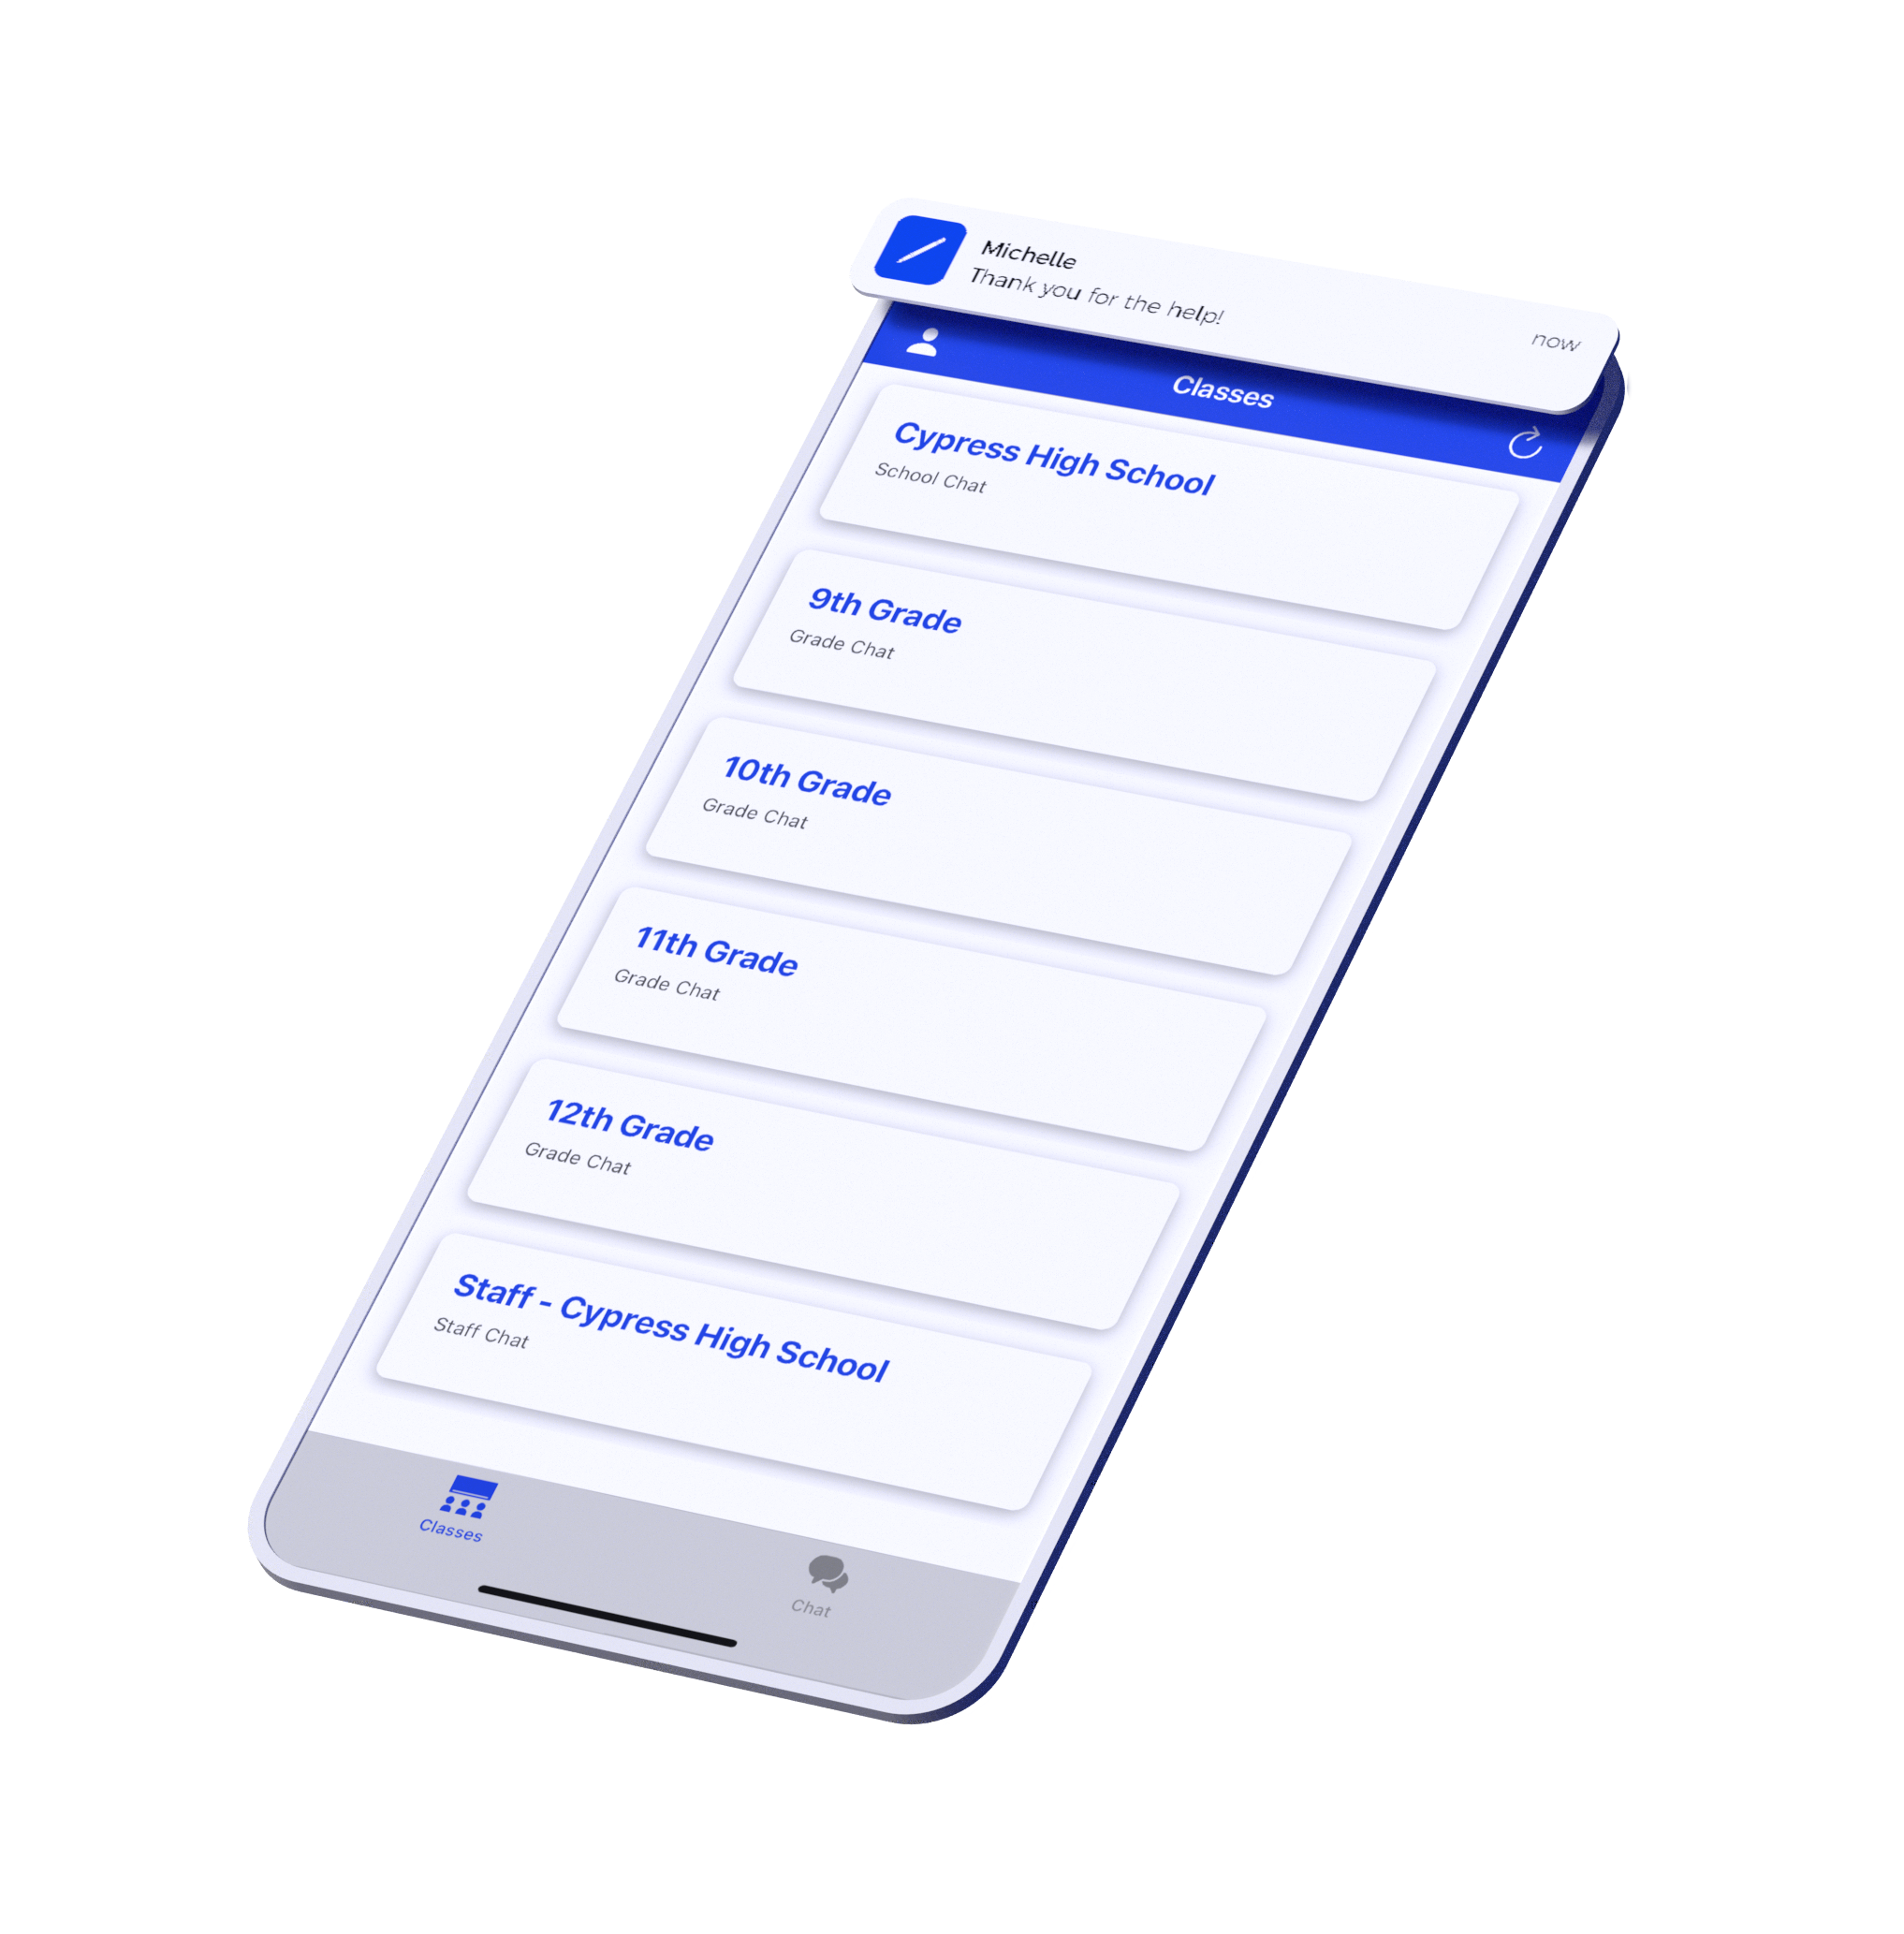 Michelle
Thank you for the help!
now
Classes
Cypress High School
School Chat
9th Grade
Grade Chat
10th Grade
Grade Chat
11th Grade
Grade Chat
12th Grade
Grade Chat
Staff - Cypress High School
Staff Chat
Classes
Chat